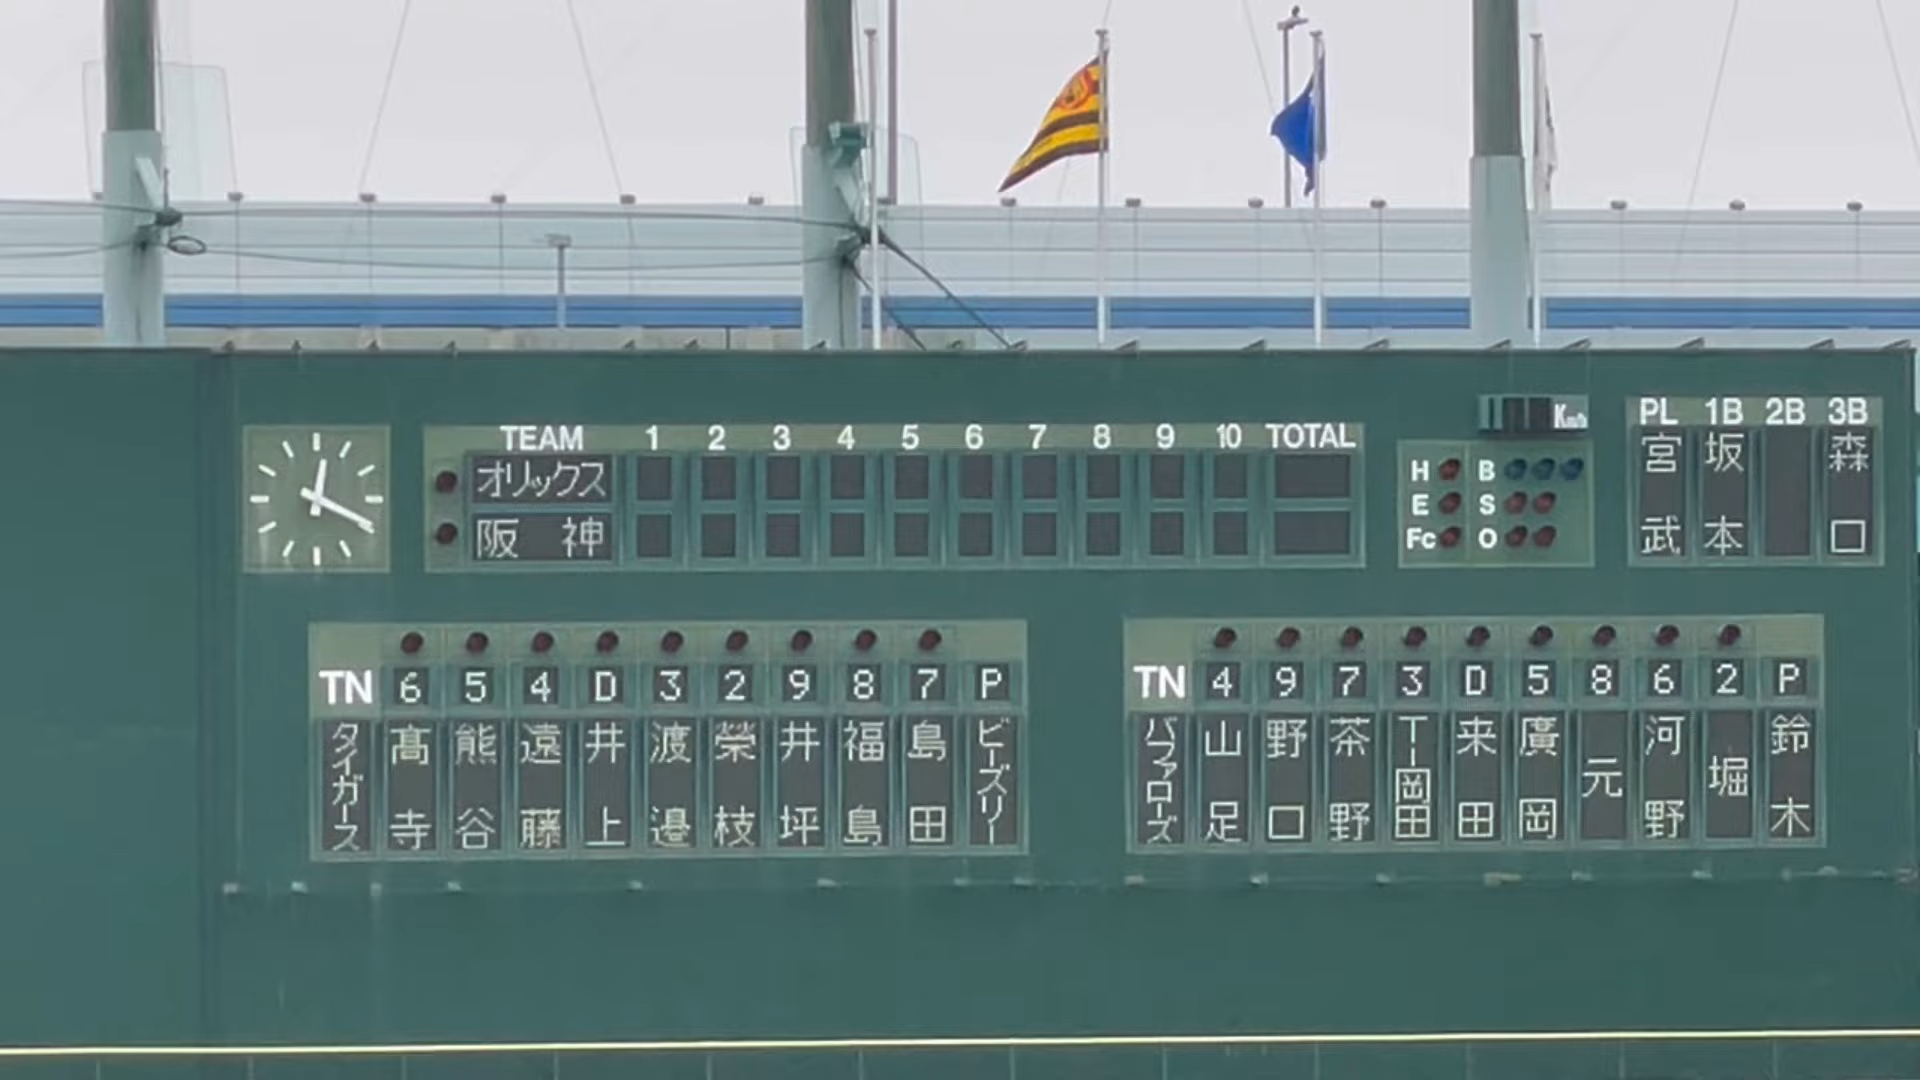 TEAM 1 2 3 4 5 6 7 8 9 10 TOTAL
オリックス
阪神
Km/h
H B
E S
Fc O
PL 1B 2B 3B
宮武
坂本
森口
TN 6 5 4 D 3 2 9 8 7 P
タイガース
髙寺
熊谷
遠藤
井上
渡邉
榮枝
井坪
福島
島田
ビーズリー
TN 4 9 7 3 D 5 8 6 2 P
バファローズ
山足
野口
茶野
T-岡田
来田
廣岡
元
河野
堀
鈴木